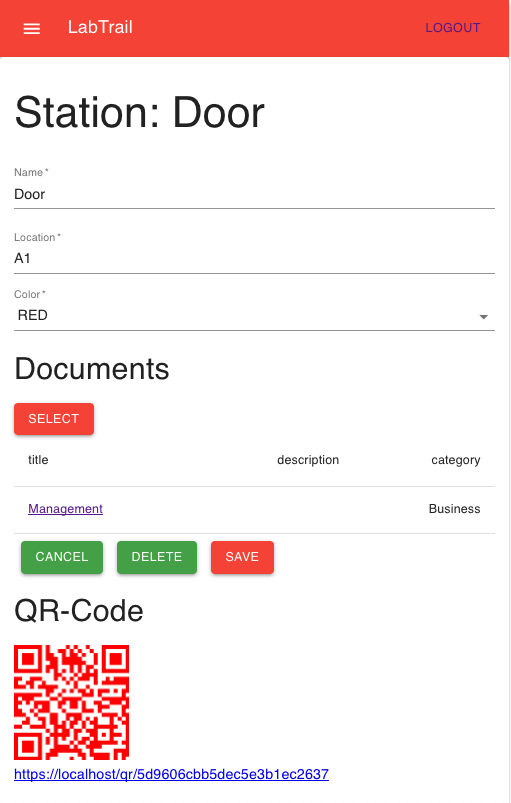 LabTrail LOGOUT
Station: Door
Name *
Door
Location *
A1
Color *
RED
Documents
SELECT
title description category
Management Business
CANCEL DELETE SAVE
QR-Code
https://localhost/qr/5d9606cbb5dec5e3b1ec2637